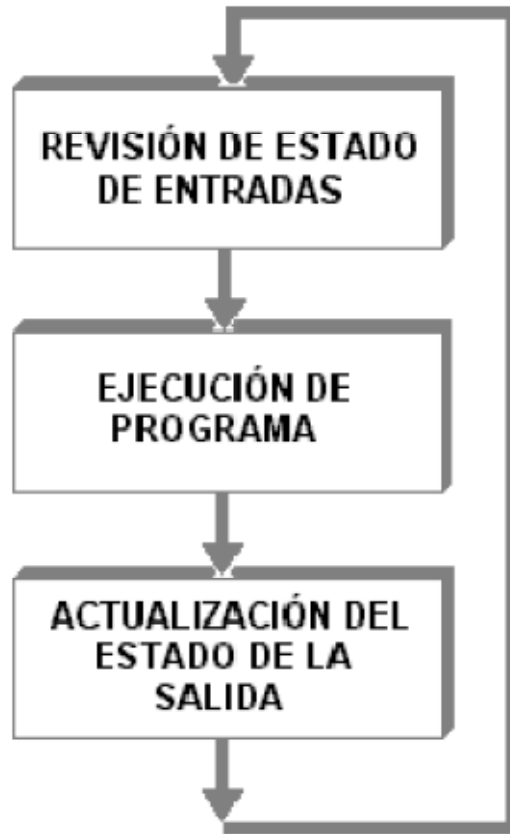 REVISIÓN DE ESTADO
DE ENTRADAS
EJECUCIÓN DE
PROGRAMA
ACTUALIZACIÓN DEL
ESTADO DE LA
SALIDA